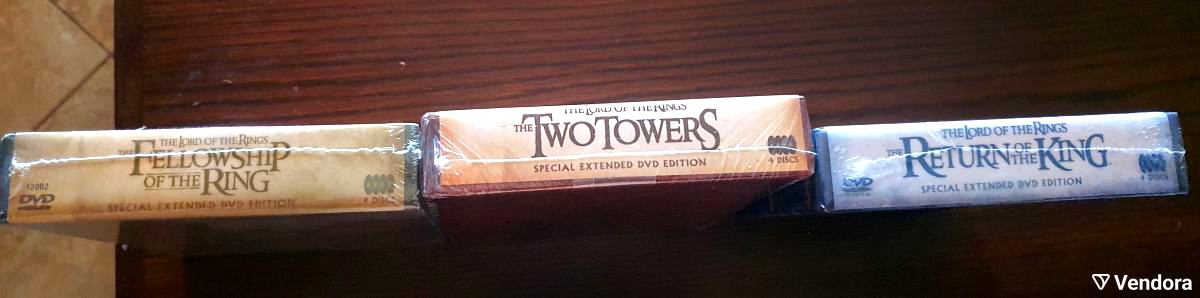 THE LORD OF THE RINGS
THE FELLOWSHIP
OF THE RING
12002
DVD
SPECIAL EXTENDED DVD EDITION
4 DISCS
THE LORD OF THE RINGS
THE TWO TOWERS
SPECIAL EXTENDED DVD EDITION
4 DISCS
THE LORD OF THE RINGS
THE RETURN OF THE KING
DVD
SPECIAL EXTENDED DVD EDITION
4 DISCS
Vendora